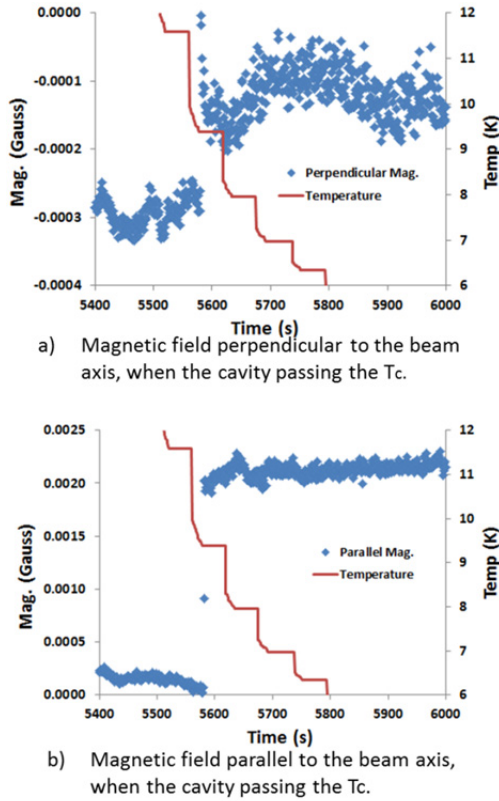 0.0000
-0.0001
-0.0002
-0.0003
-0.0004
Mag. (Gauss)
12
11
10
9
8
7
6
Temp (K)
Perpendicular Mag.
Temperature
5400 5500 5600 5700 5800 5900 6000
Time (s)
a) Magnetic field perpendicular to the beam
axis, when the cavity passing the Tc.
0.0025
0.0020
0.0015
0.0010
0.0005
0.0000
Mag. (Gauss)
12
11
10
9
8
7
6
Temp (K)
Parallel Mag.
Temperature
5400 5500 5600 5700 5800 5900 6000
Time (s)
b) Magnetic field parallel to the beam axis,
when the cavity passing the Tc.